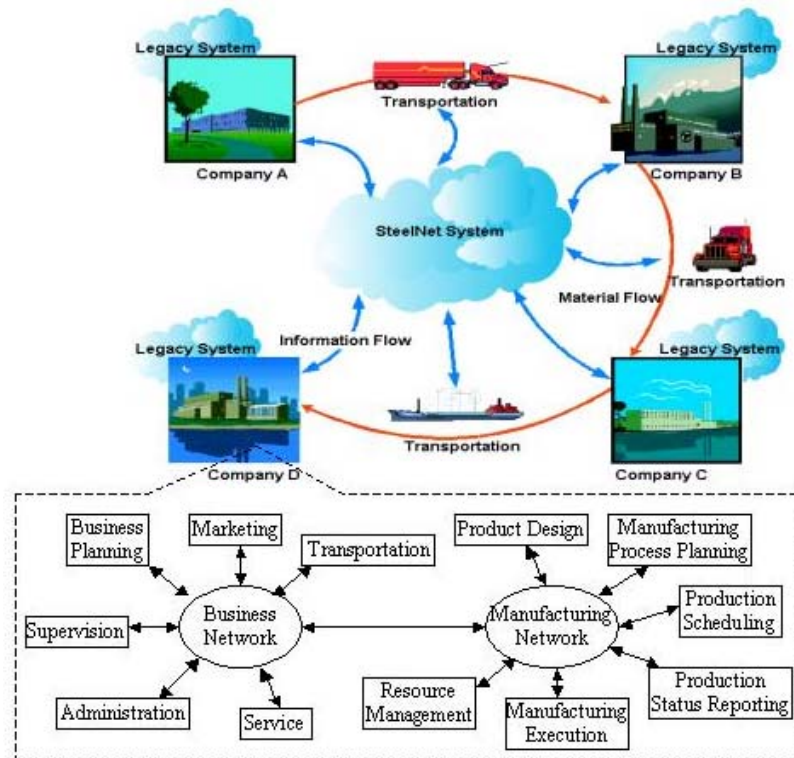 Legacy System
Legacy System
Transportation
Company A
Company B
SteelNet System
Transportation
Material Flow
Information Flow
Legacy System
Legacy System
Transportation
Company D
Company C
Business
Planning
Marketing
Transportation
Product Design
Manufacturing
Process Planning
Business
Network
Manufacturing
Network
Supervision
Production
Scheduling
Administration
Service
Resource
Management
Manufacturing
Execution
Production
Status Reporting